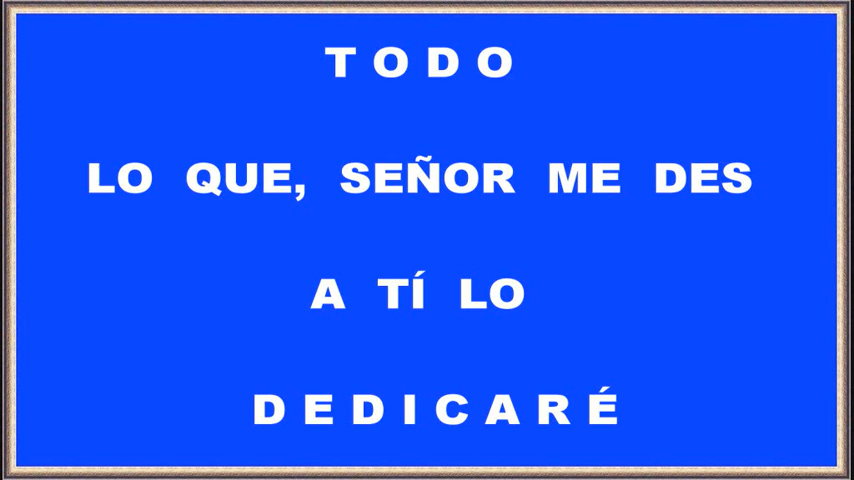 T O D O
LO QUE, SEÑOR ME DES
A TÍ LO
D E D I C A R É